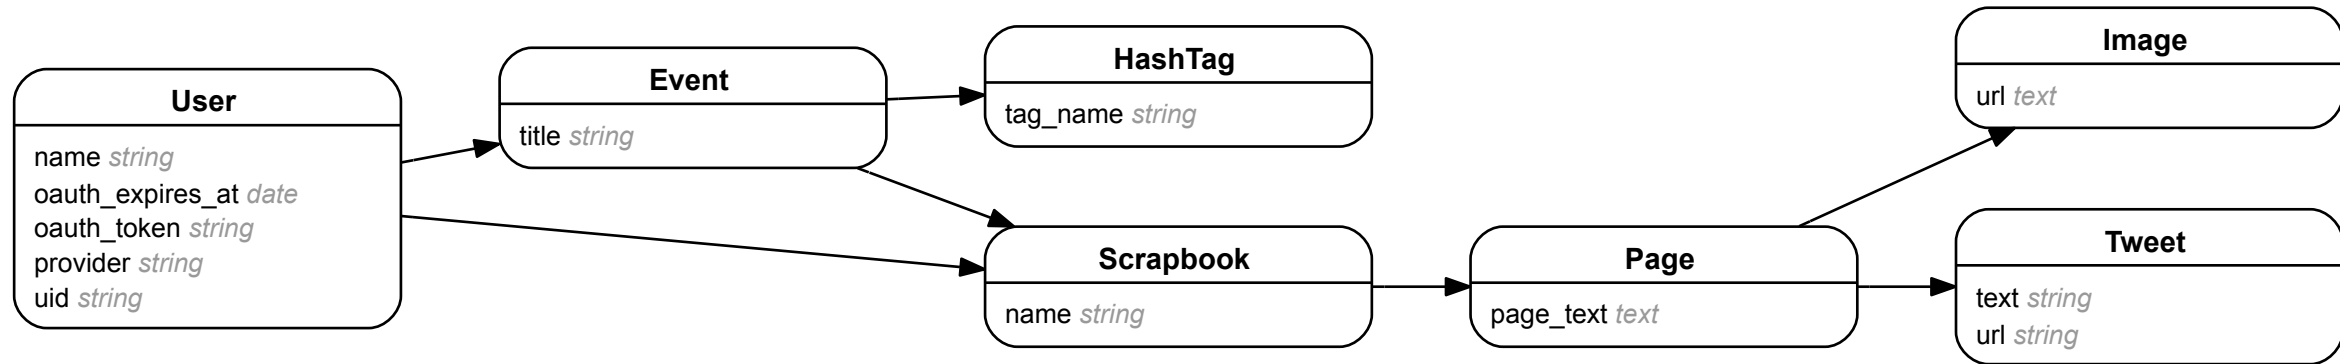 User
name string
oauth_expires_at date
oauth_token string
provider string
uid string
Event
title string
HashTag
tag_name string
Scrapbook
name string
Page
page_text text
Image
url text
Tweet
text string
url string